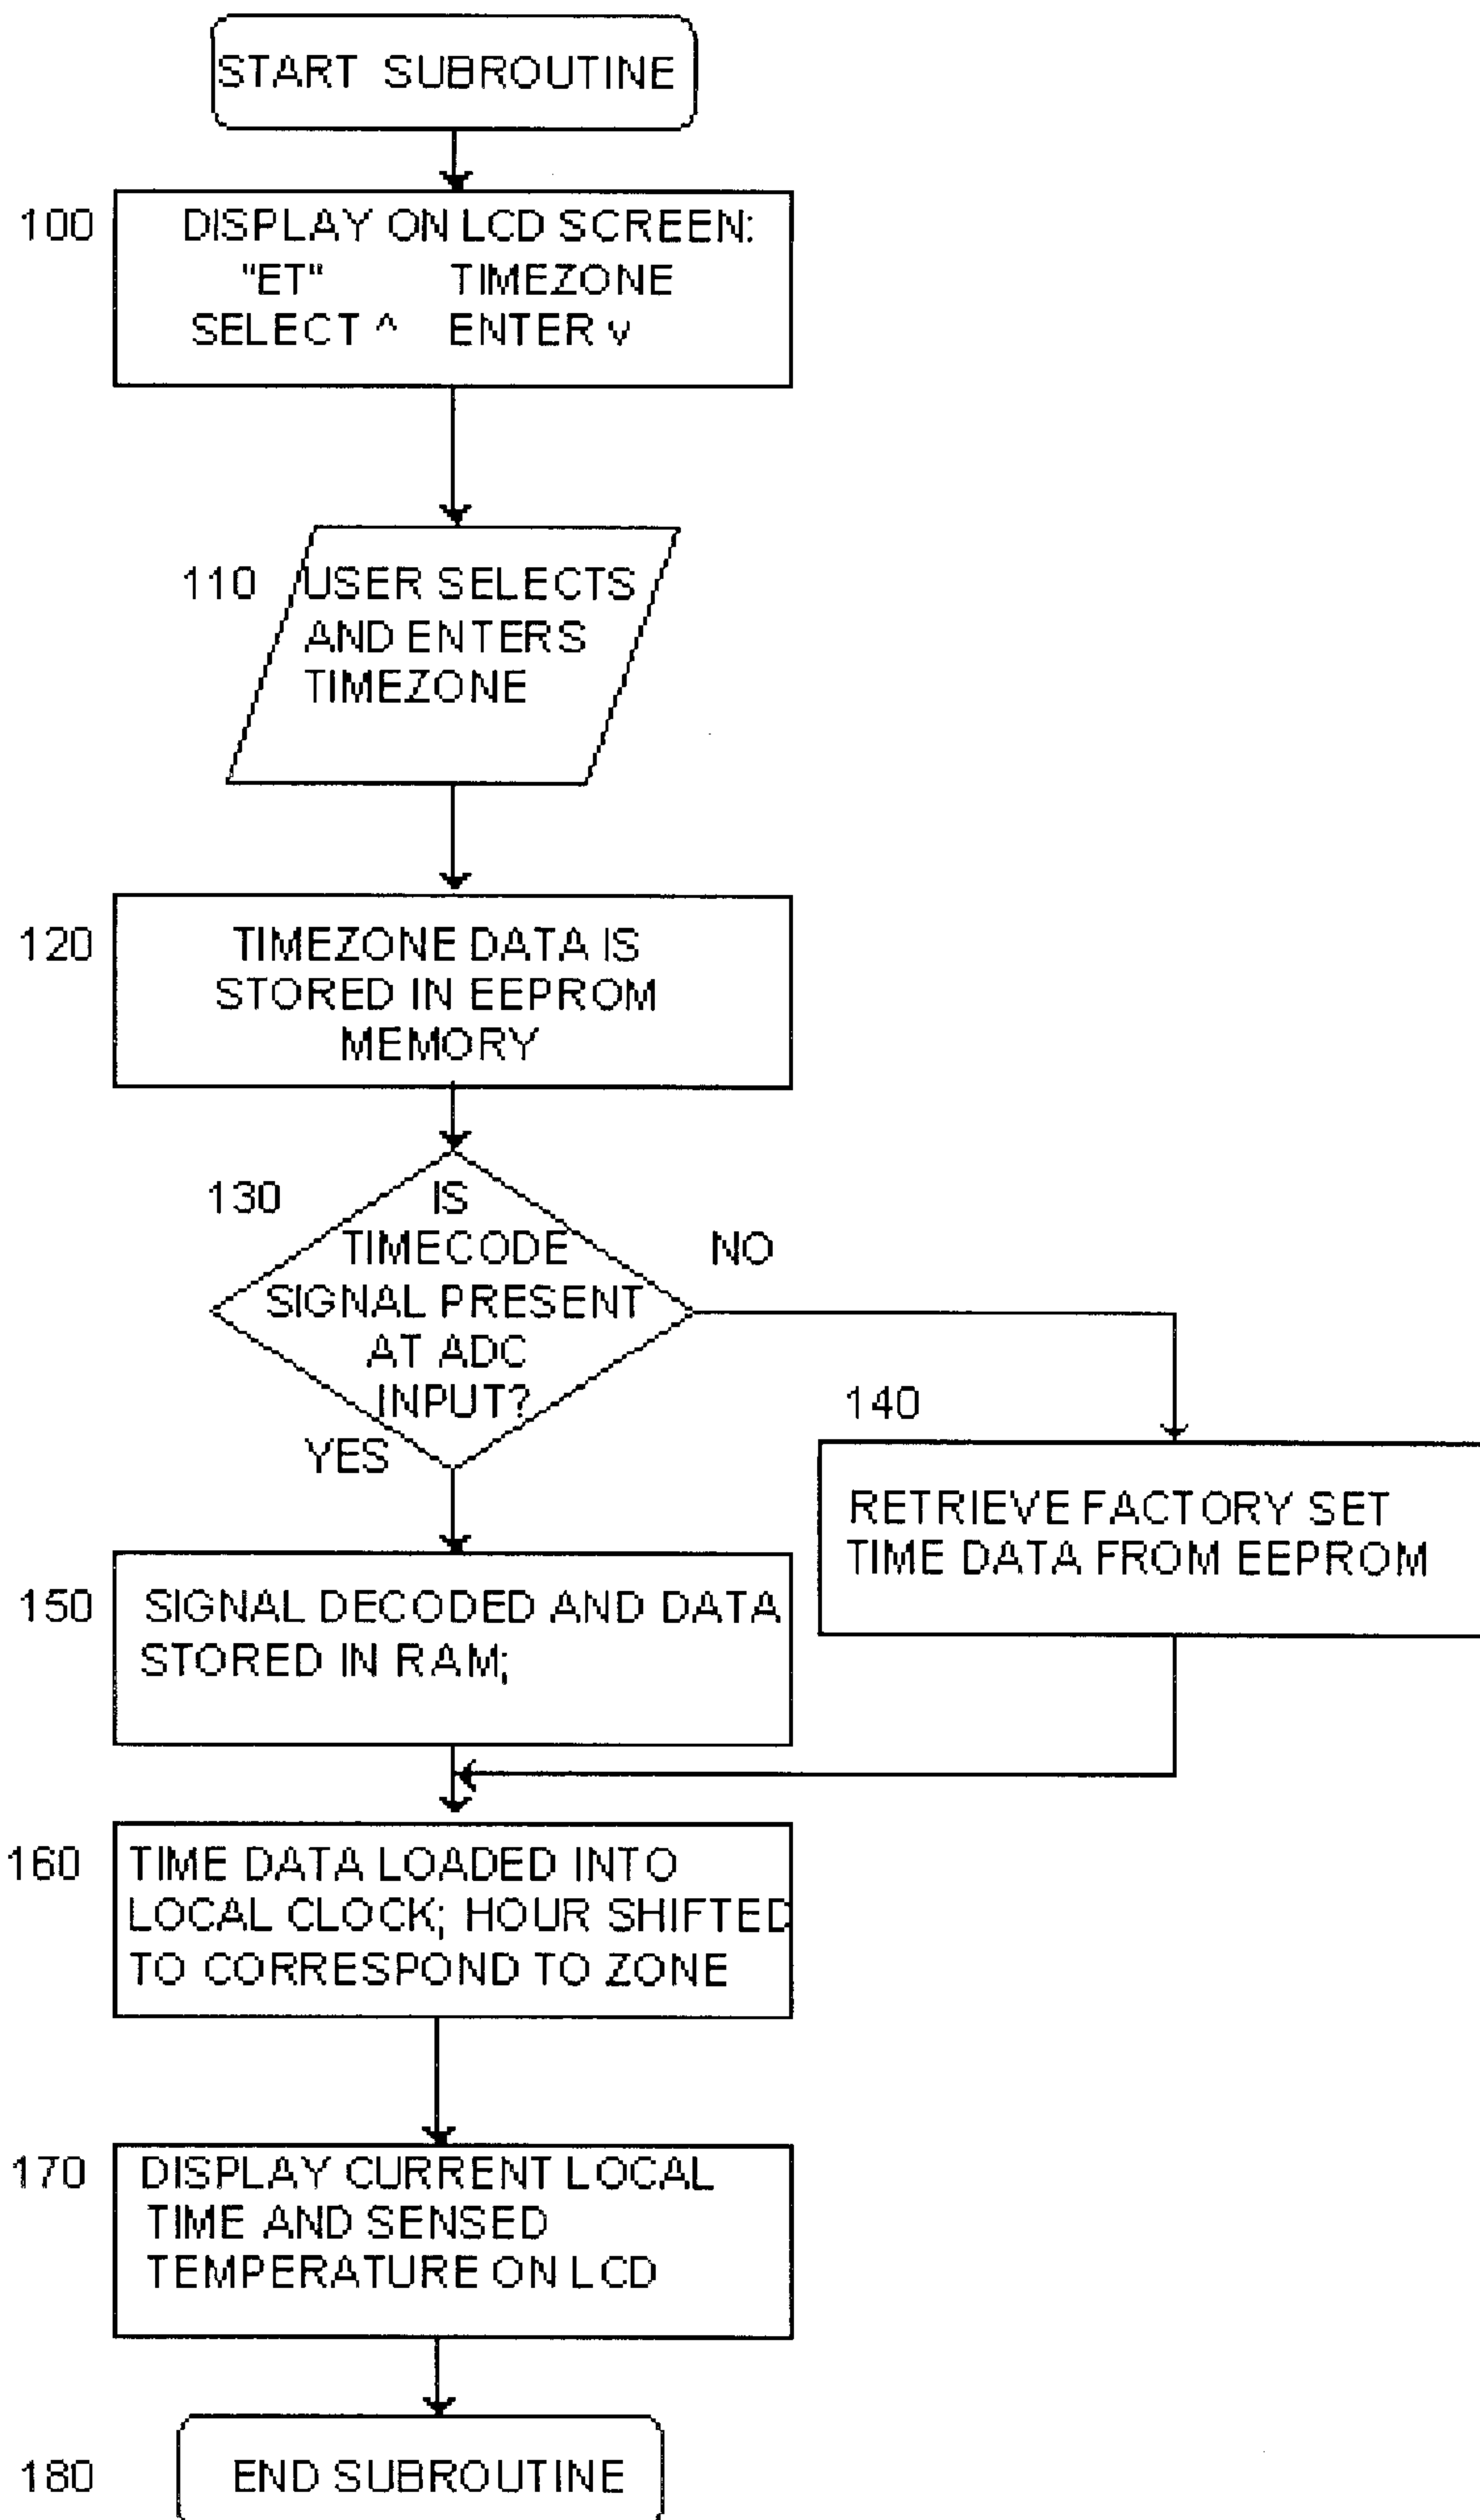 START SUBROUTINE
100
DISPLAY ON LCD SCREEN:
"ET" TIMEZONE
SELECT ^ ENTER v
110
USER SELECTS
AND ENTERS
TIMEZONE
120
TIMEZONE DATA IS
STORED IN EEPROM
MEMORY
130
IS
TIMECODE
SIGNAL PRESENT
AT ADC
INPUT?
NO
YES
140
RETRIEVE FACTORY SET
TIME DATA FROM EEPROM
150
SIGNAL DECODED AND DATA
STORED IN RAM;
160
TIME DATA LOADED INTO
LOCAL CLOCK; HOUR SHIFTED
TO CORRESPOND TO ZONE
170
DISPLAY CURRENT LOCAL
TIME AND SENSED
TEMPERATURE ON LCD
180
END SUBROUTINE